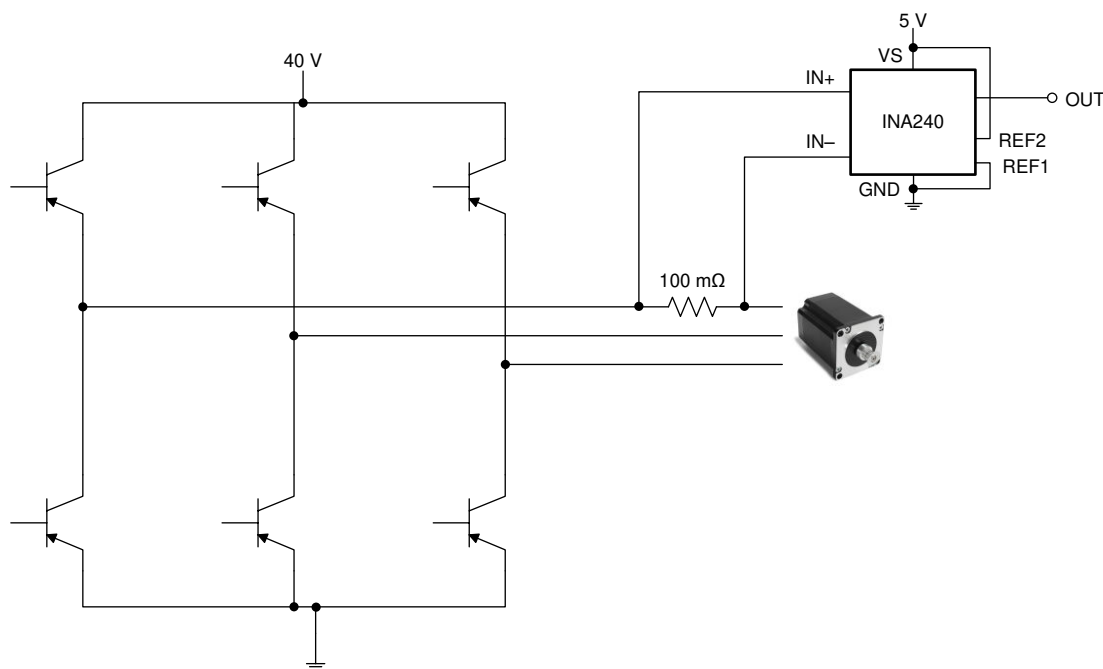 5 V
VS
40 V
IN+
INA240
OUT
IN–
REF2
REF1
GND
100 mΩ